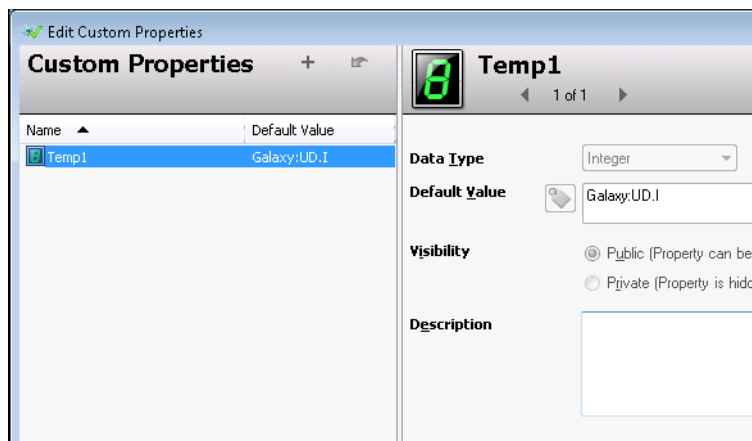 Edit Custom Properties
Custom Properties
Temp1
1 of 1
Name Default Value
Temp1 Galaxy:UD.I
Data Type Integer
Default Value Galaxy:UD.I
Visibility Public (Property can be
Private (Property is hidd
Description